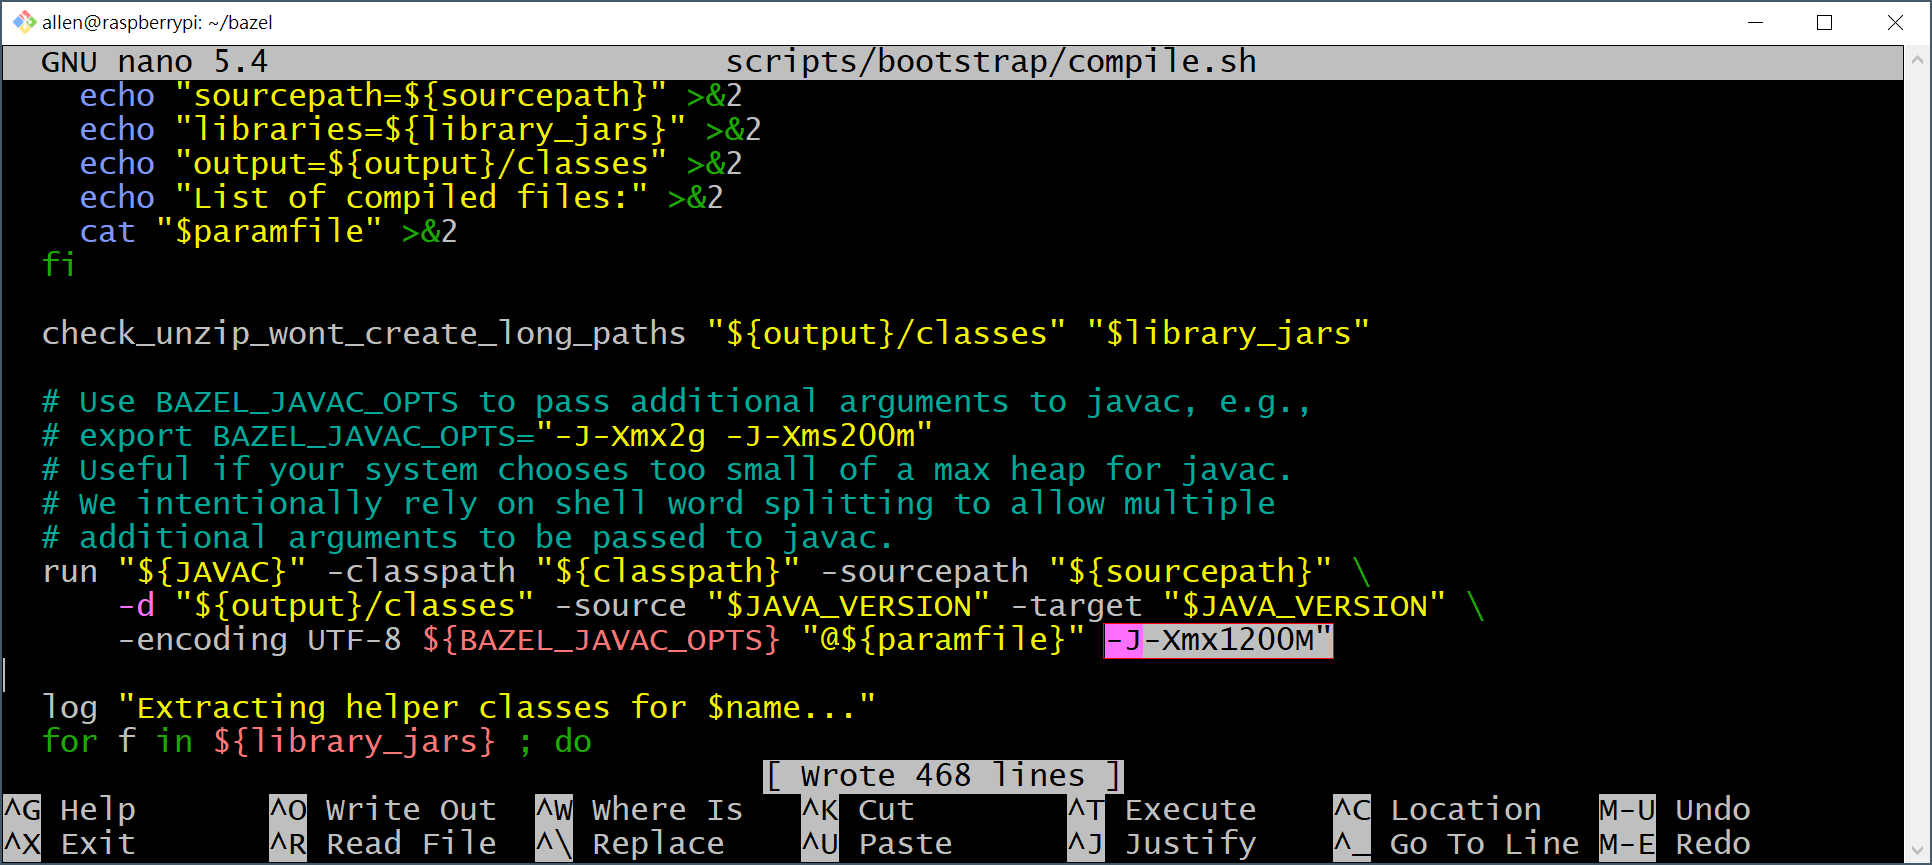 allen@raspberrypi: ~/bazel
GNU nano 5.4 scripts/bootstrap/compile.sh
echo "sourcepath=${sourcepath}" >&2
echo "libraries=${library_jars}" >&2
echo "output=${output}/classes" >&2
echo "List of compiled files:" >&2
cat "$paramfile" >&2
fi
check_unzip_wont_create_long_paths "${output}/classes" "$library_jars"
# Use BAZEL_JAVAC_OPTS to pass additional arguments to javac, e.g.,
# export BAZEL_JAVAC_OPTS="-J-Xmx2g -J-Xms200m"
# Useful if your system chooses too small of a max heap for javac.
# We intentionally rely on shell word splitting to allow multiple
# additional arguments to be passed to javac.
run "${JAVAC}" -classpath "${classpath}" -sourcepath "${sourcepath}" \
-d "${output}/classes" -source "$JAVA_VERSION" -target "$JAVA_VERSION" \
-encoding UTF-8 ${BAZEL_JAVAC_OPTS} "@${paramfile}" -J-Xmx1200M"
log "Extracting helper classes for $name..."
for f in ${library_jars} ; do
[ Wrote 468 lines ]
^G Help ^O Write Out ^W Where Is ^K Cut ^T Execute ^C Location M-U Undo
^X Exit ^R Read File ^\ Replace ^U Paste ^J Justify ^_ Go To Line M-E Redo